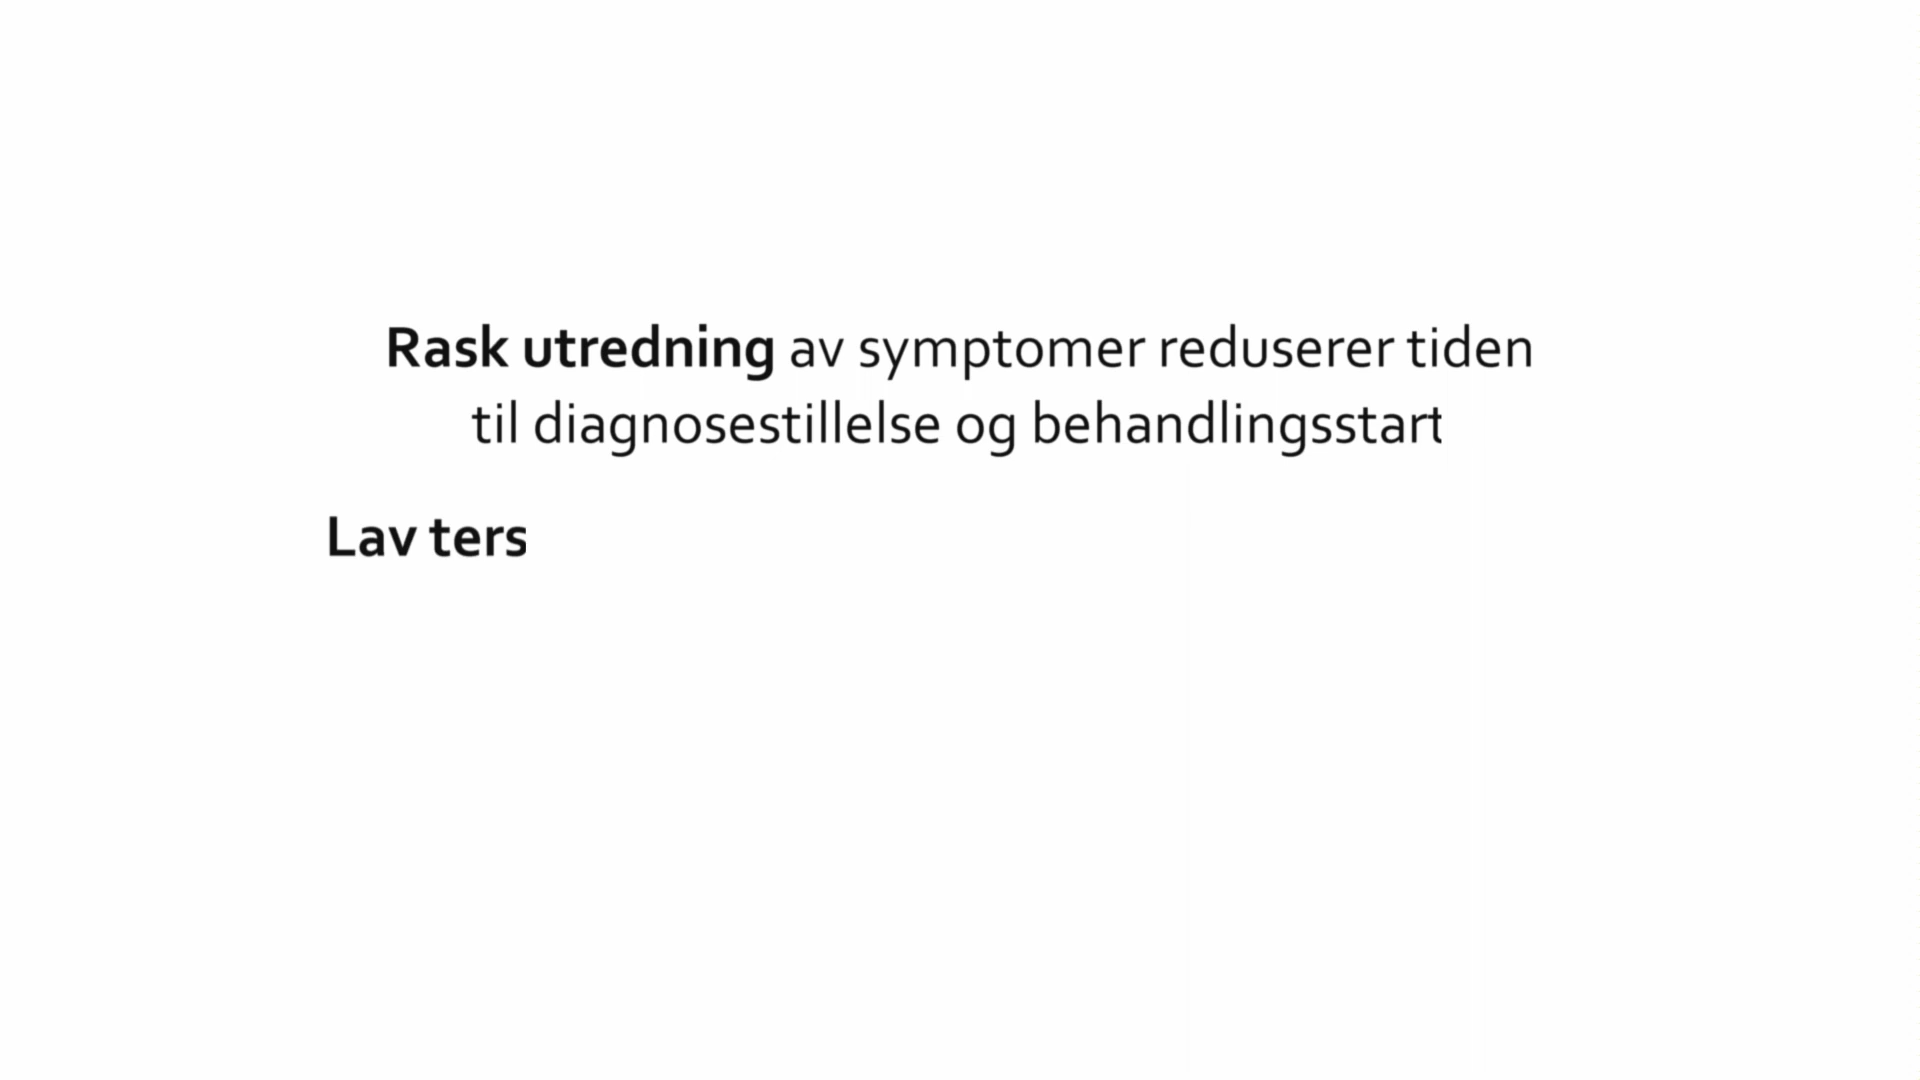 Rask utredning av symptomer reduserer tiden
til diagnosestillelse og behandlingsstart
Lav ters